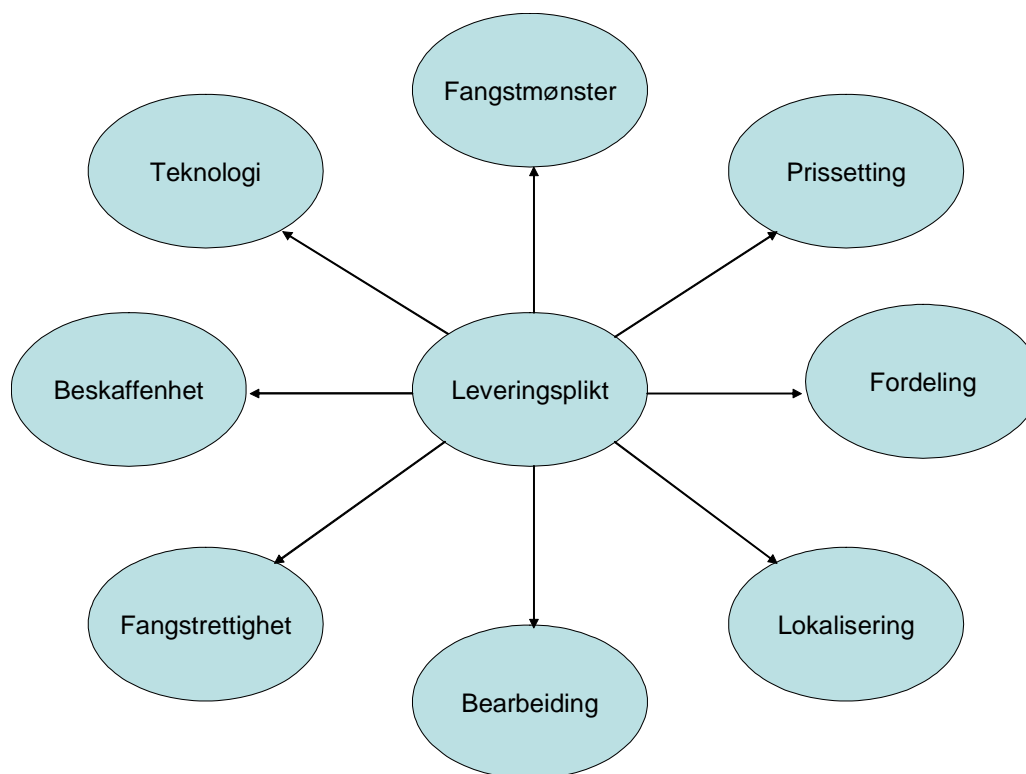 Fangstmønster
Teknologi
Prissetting
Beskaffenhet
Leveringsplikt
Fordeling
Fangstrettighet
Lokalisering
Bearbeiding